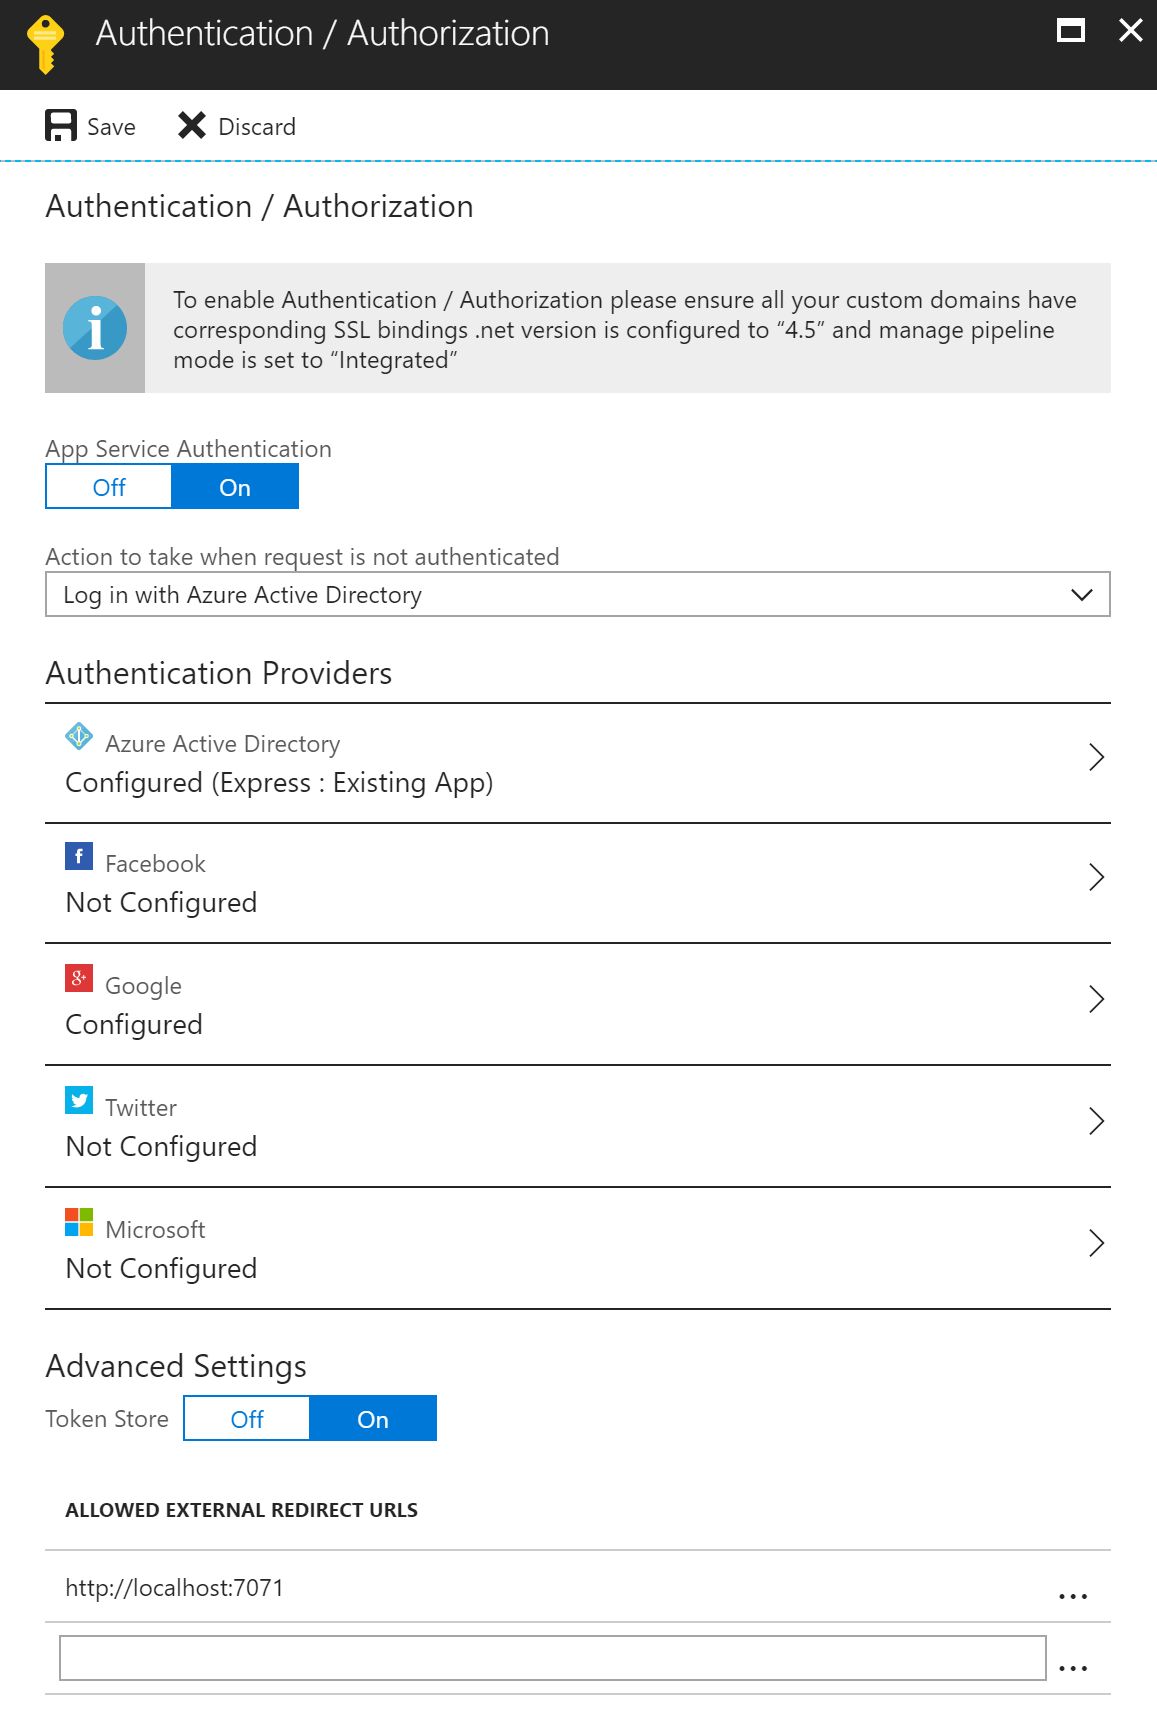 Authentication / Authorization
Save
Discard
Authentication / Authorization
To enable Authentication / Authorization please ensure all your custom domains have
corresponding SSL bindings .net version is configured to “4.5” and manage pipeline
mode is set to “Integrated”
App Service Authentication
Off
On
Action to take when request is not authenticated
Log in with Azure Active Directory
Authentication Providers
Azure Active Directory
Configured (Express : Existing App)
Facebook
Not Configured
Google
Configured
Twitter
Not Configured
Microsoft
Not Configured
Advanced Settings
Token Store
Off
On
ALLOWED EXTERNAL REDIRECT URLS
http://localhost:7071
...
...